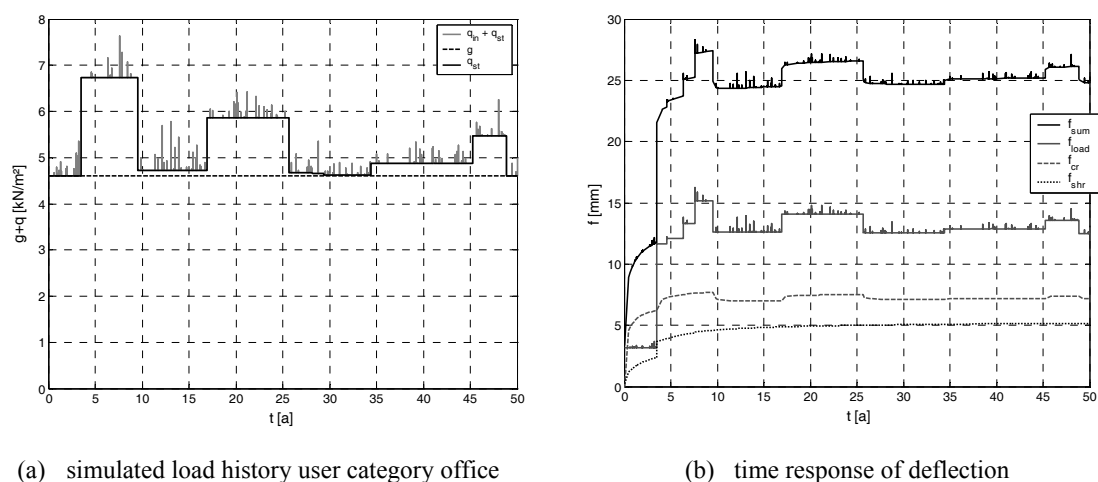 8
7
6
5
4
3
2
1
0
g+q [kN/m²]
0 5 10 15 20 25 30 35 40 45 50
t [a]
q_in + q_st
g
q_st
(a) simulated load history user category office
30
25
20
15
10
5
0
f [mm]
0 5 10 15 20 25 30 35 40 45 50
t [a]
f_sum
f_load
f_cr
f_shr
(b) time response of deflection